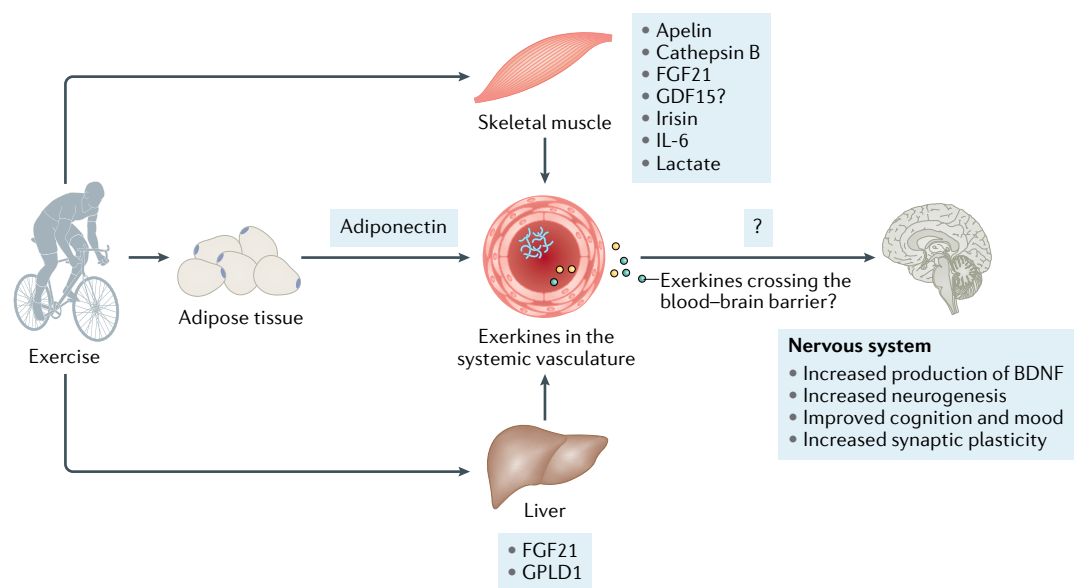 • Apelin
• Cathepsin B
• FGF21
• GDF15?
• Irisin
• IL-6
• Lactate
Skeletal muscle
Adiponectin
?
Exerkines crossing the
blood–brain barrier?
Adipose tissue
Exercise
Exerkines in the
systemic vasculature
Nervous system
• Increased production of BDNF
• Increased neurogenesis
• Improved cognition and mood
• Increased synaptic plasticity
Liver
• FGF21
• GPLD1